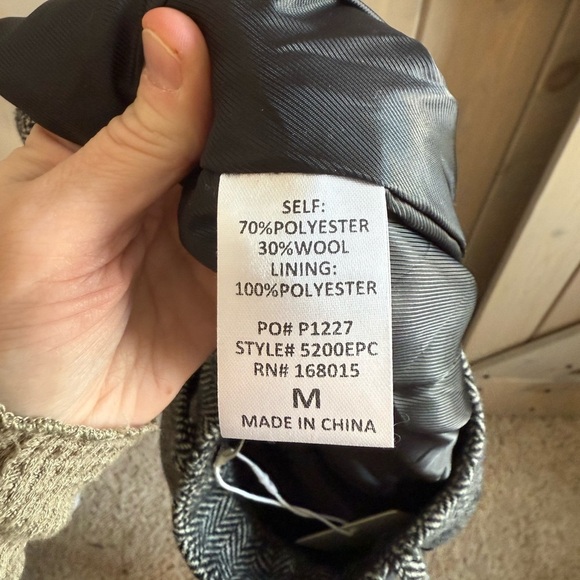 SELF:
70%POLYESTER
30%WOOL
LINING:
100%POLYESTER
PO# P1227
STYLE# 5200EPC
RN# 168015
M
MADE IN CHINA